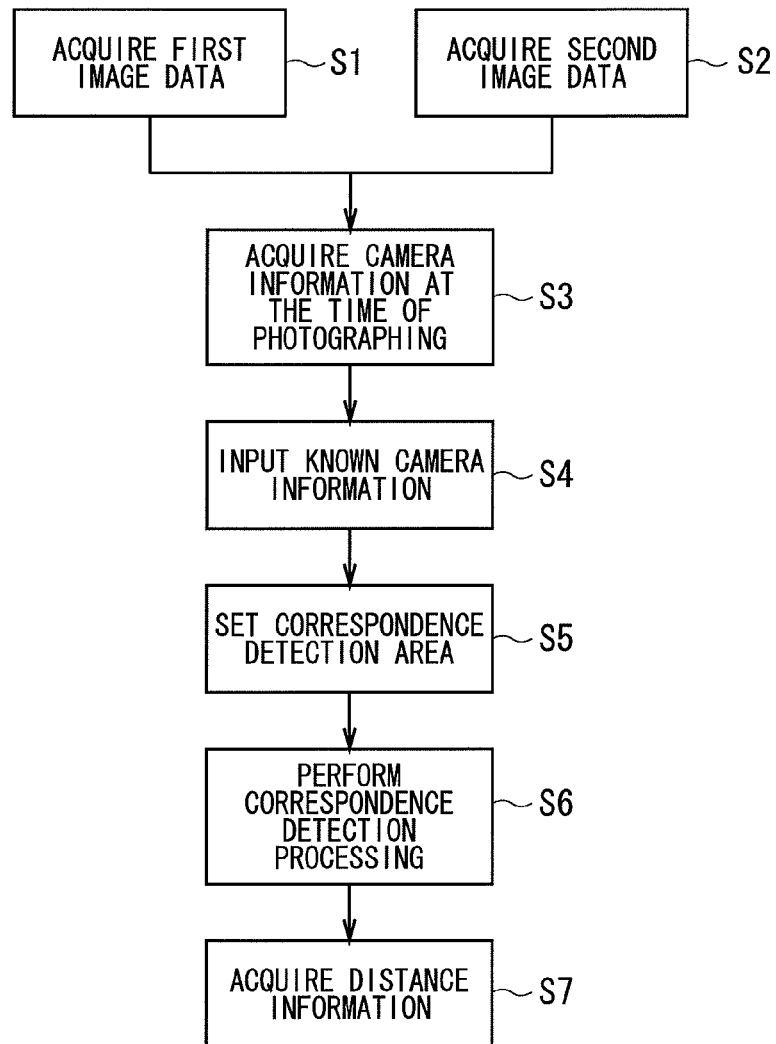 ACQUIRE FIRST
IMAGE DATA
S1
ACQUIRE SECOND
IMAGE DATA
S2
ACQUIRE CAMERA
INFORMATION AT
THE TIME OF
PHOTOGRAPHING
S3
INPUT KNOWN CAMERA
INFORMATION
S4
SET CORRESPONDENCE
DETECTION AREA
S5
PERFORM
CORRESPONDENCE
DETECTION
PROCESSING
S6
ACQUIRE DISTANCE
INFORMATION
S7